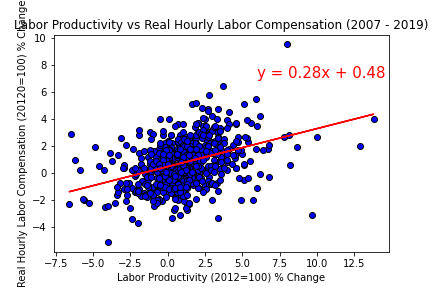 Labor Productivity vs Real Hourly Labor Compensation (2007 - 2019)
Real Hourly Labor Compensation (20120=100) % Change
10
8
6
4
2
0
−2
−4
y = 0.28x + 0.48
−7.5 −5.0 −2.5 0.0 2.5 5.0 7.5 10.0 12.5
Labor Productivity (2012=100) % Change